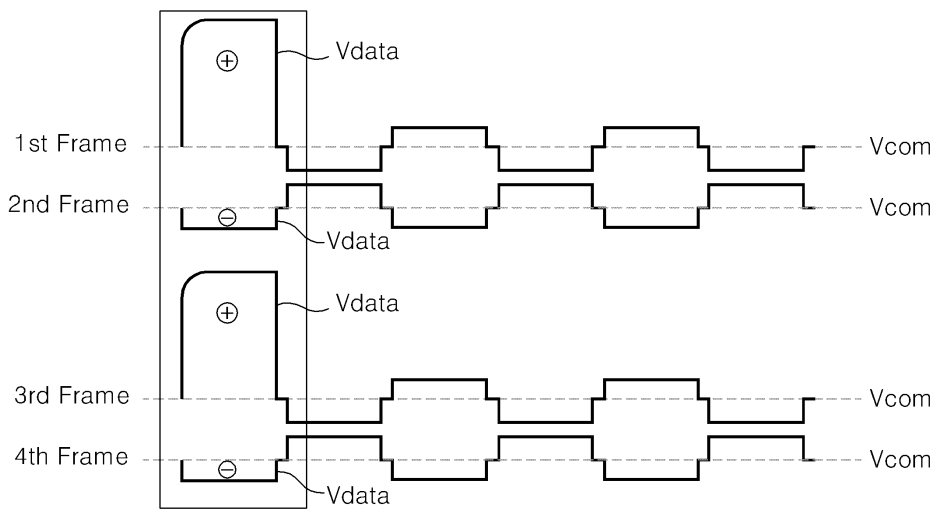 ⊕
Vdata
1st Frame
Vcom
2nd Frame
⊖
Vcom
Vdata
⊕
Vdata
3rd Frame
Vcom
4th Frame
⊖
Vcom
Vdata